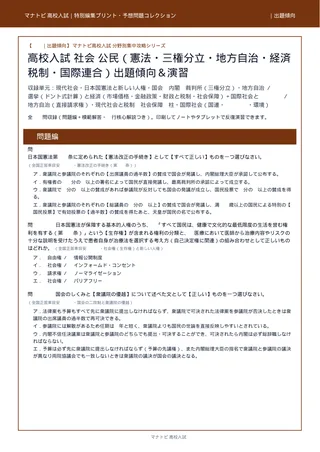 マナトピ 高校入試 | 特別編集プリント・予想問題コレクション
| 出題傾向
【 | 出題傾向】マナトピ 高校入試 分野別集中攻略シリーズ
高校入試 社会 公民（憲法・三権分立・地方自治・経済
税制・国際連合）出題傾向＆演習
収録単元：現代社会・日本国憲法と新しい人権・国会 内閣 裁判所（三権分立）・地方自治 /
選挙（ドント式計算）と経済（市場価格・金融政策・財政と税制・社会保障）＋国際社会と /
地方自治（直接請求権）、現代社会 社会保障 柱・国際社会（国連・ ・環境）
全 問収録（問題編＋模範解答・ 行核心解説つき）。印刷してノートやタブレットで反復演習できます。
問題編
問
日本国憲法第 条に定められた【憲法改正の手続き】として【すべて正しい】ものを一つ選びなさい。
ア. 衆議院と参議院のそれぞれの【出席議員の過半数】の賛成で国会が発議し、内閣総理大臣が承認して公布する。
イ. 有権者の 分の の署名によって国民が直接発議し、最高裁判所の承認によって成立する。
ウ. 衆議院で 分の 以上の賛成があれば参議院が反対しても国会の発議が成立し、国民投票で 分の 以上の賛成を得る。
エ. 衆議院と参議院のそれぞれの【総議員の 分の 】以上の賛成で国会が発議し、満 歳以上の国民による特別の【
国民投票】で有効投票の【過半数】の賛成を得たあと、天皇が国民の名で公布する。
問 日本国憲法が保障する基本的人権のうち、 「すべて国民は、健康で文化的な最低限度の生活を営む権
利を有する（第 条）」という【生存権】が含まれる権利の分類と、 医療において医師から治療内容やリスクの
十分な説明を受けたうえで患者自身が治療方法を選択する考え方（自己決定権に関連）の組み合わせとして正しいもの
はどれか。
ア. 自由権 / 情報公開制度
イ. 社会権 / インフォームド・コンセント
ウ. 請求権 / ノーマライゼーション
エ. 社会権 / バリアフリー
問 国会のしくみと【衆議院の優越】について述べた文として【正しい】ものを一つ選びなさい。
ア. 法律案も予算もすべて先に衆議院に提出しなければならず、衆議院で可決された法律案を参議院が否決したときは衆
議院の出席議員の過半数で再可決できる。
イ. 参議院には解散があるため任期は 年と短く、衆議院よりも国民の世論を直接反映しやすいとされている。
ウ. 内閣不信任決議案は衆議院と参議院のどちらでも提出・可決することができ、可決されたら内閣は必ず総辞職しなけ
ればならない。
エ. 予算は必ず先に衆議院に提出しなければならず（予算の先議権）、また内閣総理大臣の指名で衆議院と参議院の議決
が異なり両院協議会でも一致しないときは衆議院の議決が国会の議決となる。
マナトピ 高校入試